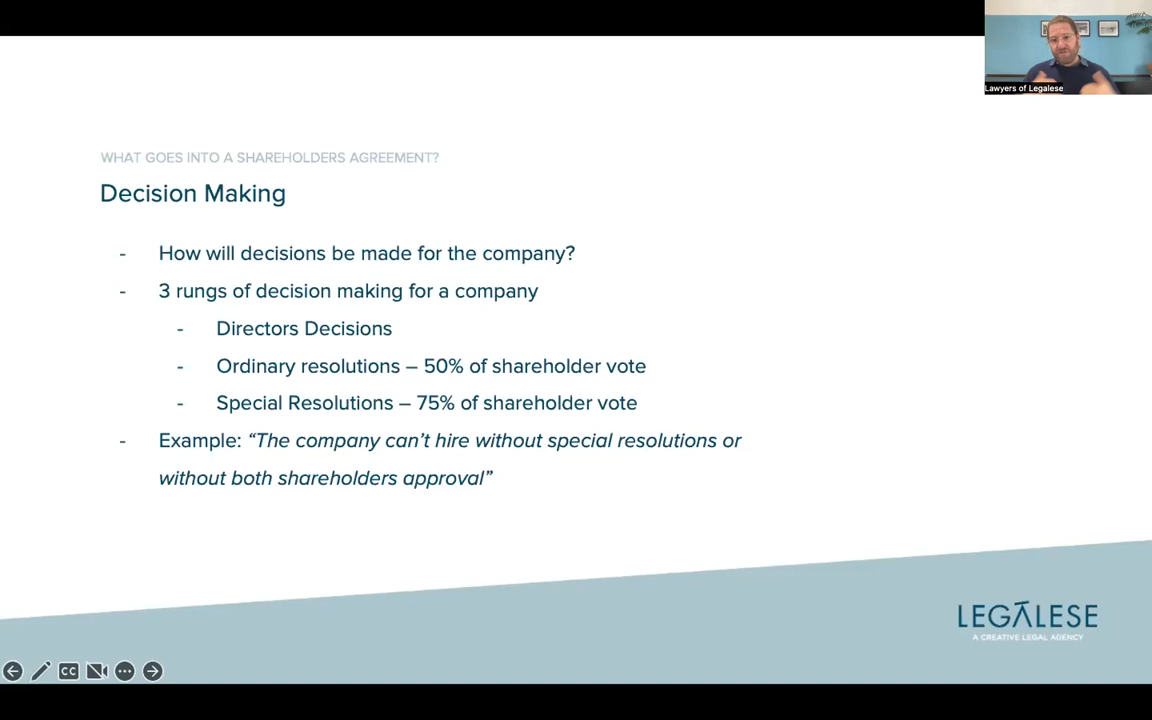 Lawyers of Legalese
WHAT GOES INTO A SHAREHOLDERS AGREEMENT?
Decision Making
- How will decisions be made for the company?
- 3 rungs of decision making for a company
- Directors Decisions
- Ordinary resolutions – 50% of shareholder vote
- Special Resolutions – 75% of shareholder vote
- Example: “The company can’t hire without special resolutions or
without both shareholders approval”
LEGALESE
A CREATIVE LEGAL AGENCY
CC